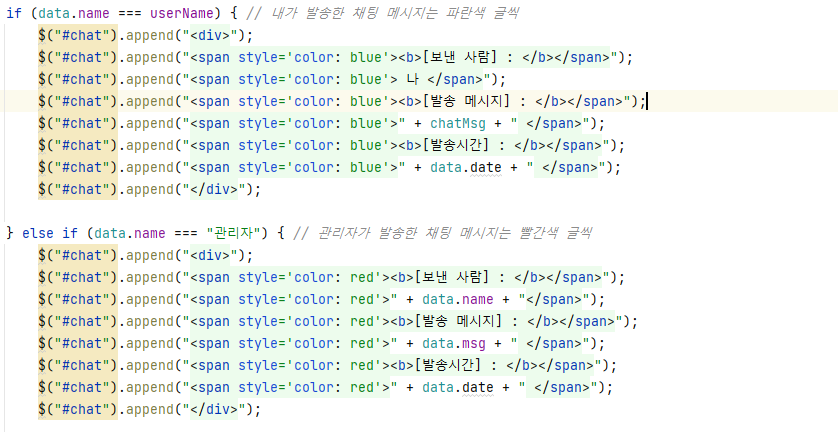 if (data.name === userName) { // 내가 발송한 채팅 메시지는 파란색 글씩
$("#chat").append("<div>");
$("#chat").append("<span style='color: blue'><b>[보낸 사람] : </b></span>");
$("#chat").append("<span style='color: blue'> 나 </span>");
$("#chat").append("<span style='color: blue'><b>[발송 메시지] : </b></span>");
$("#chat").append("<span style='color: blue'>" + chatMsg + " </span>");
$("#chat").append("<span style='color: blue'><b>[발송시간] : </b></span>");
$("#chat").append("<span style='color: blue'>" + data.date + " </span>");
$("#chat").append("</div>");
} else if (data.name === "관리자") { // 관리자가 발송한 채팅 메시지는 빨간색 글씩
$("#chat").append("<div>");
$("#chat").append("<span style='color: red'><b>[보낸 사람] : </b></span>");
$("#chat").append("<span style='color: red'>" + data.name + "</span>");
$("#chat").append("<span style='color: red'><b>[발송 메시지] : </b></span>");
$("#chat").append("<span style='color: red'>" + data.msg + " </span>");
$("#chat").append("<span style='color: red'><b>[발송시간] : </b></span>");
$("#chat").append("<span style='color: red'>" + data.date + " </span>");
$("#chat").append("</div>");